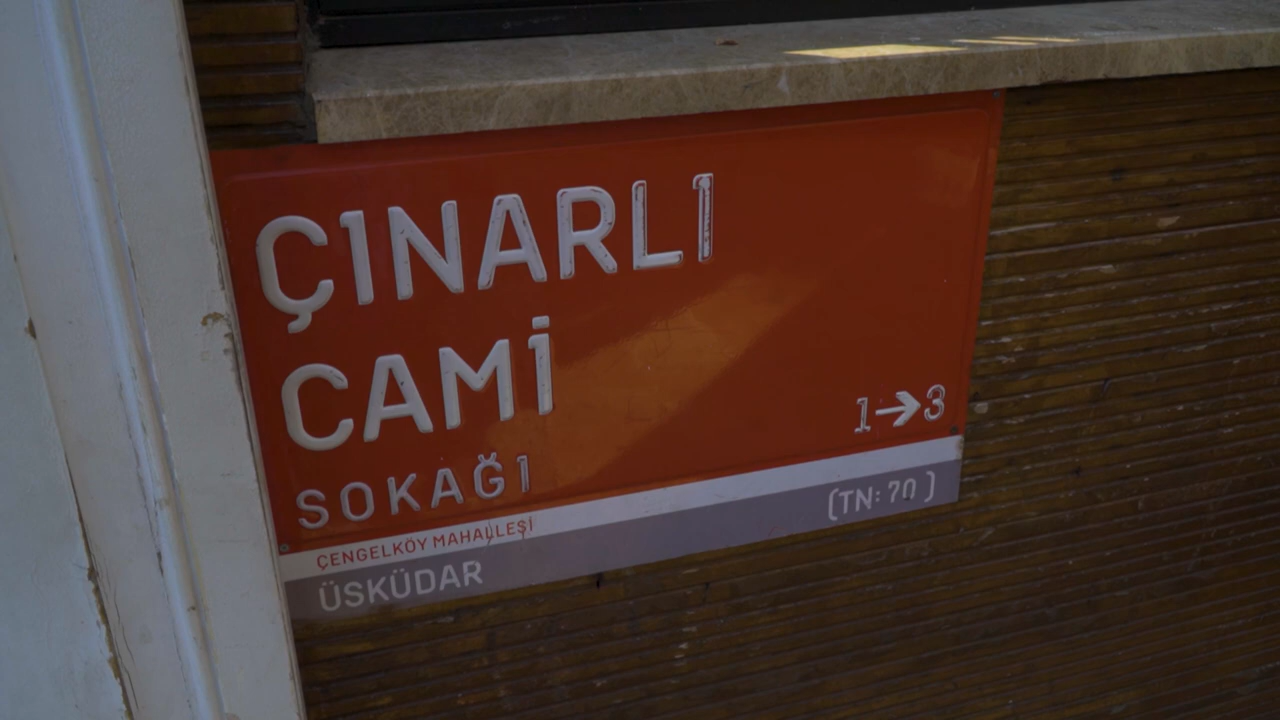 ÇINARLI
CAMİ
SOKAĞI
1→3
ÇENGELKÖY MAHALLESİ
(TN: 70 )
ÜSKÜDAR